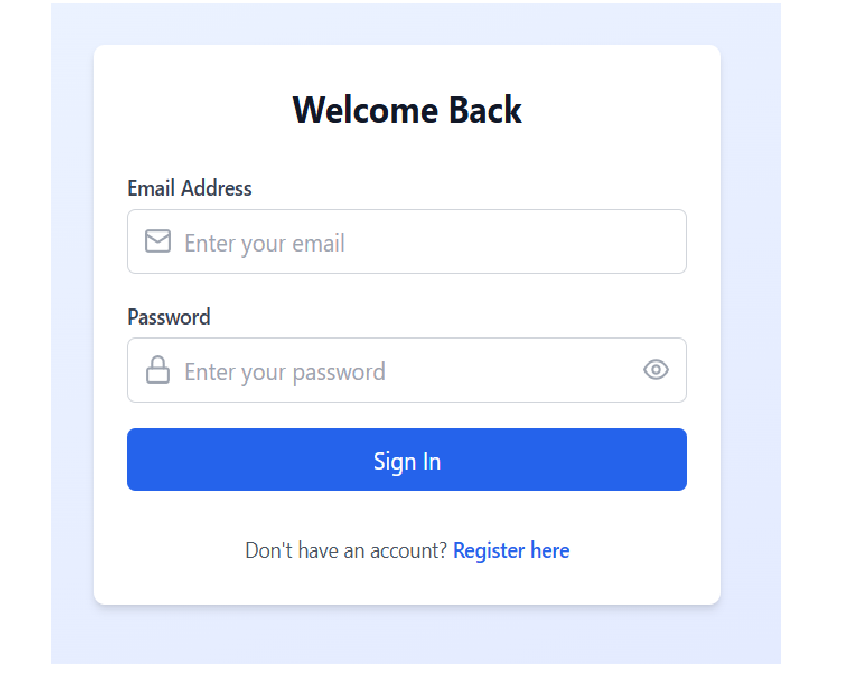 Welcome Back
Email Address
Enter your email
Password
Enter your password
Sign In
Don't have an account? Register here